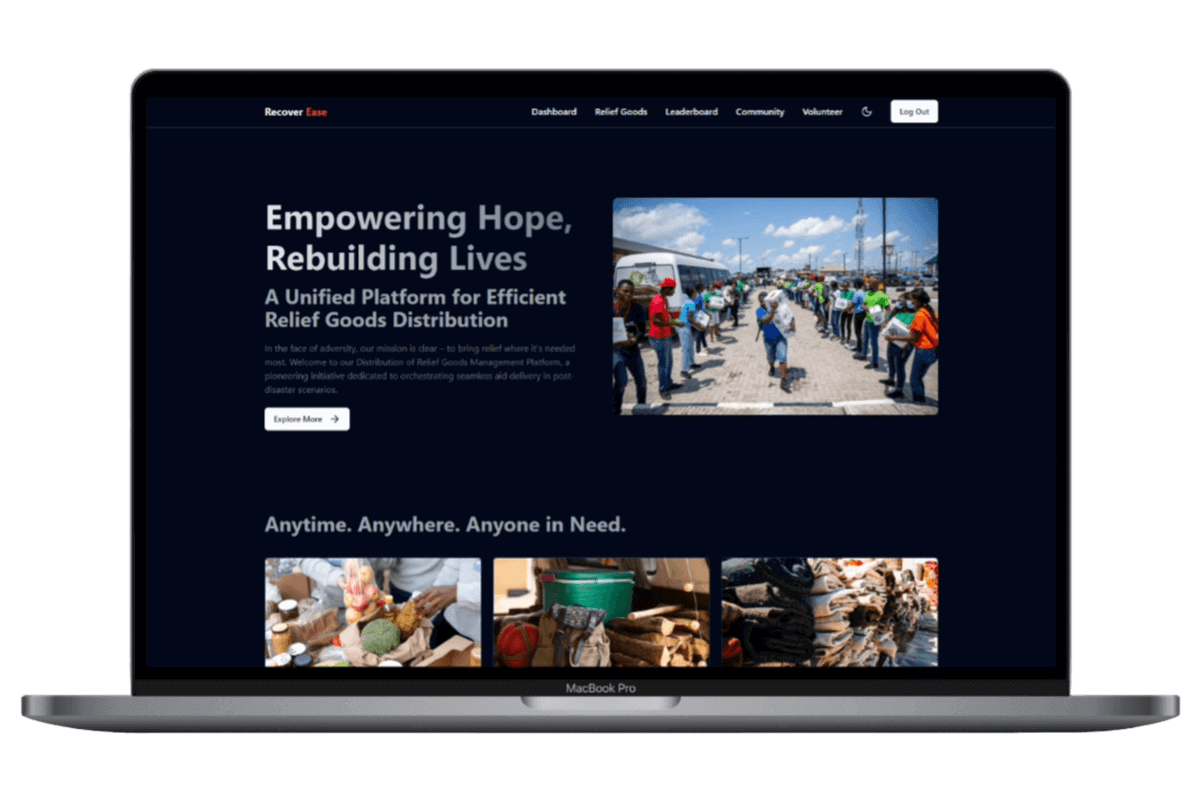 Recover Ease
Dashboard
Relief Goods
Leaderboard
Community
Volunteer
Log Out
Empowering Hope,
Rebuilding Lives
A Unified Platform for Efficient
Relief Goods Distribution
In the face of adversity, our mission is clear – to bring relief where it's needed
most. Welcome to our Distribution of Relief Goods Management Platform, a
pioneering initiative dedicated to orchestrating seamless aid delivery in post-
disaster scenarios.
Explore More
Anytime. Anywhere. Anyone in Need.
MacBook Pro